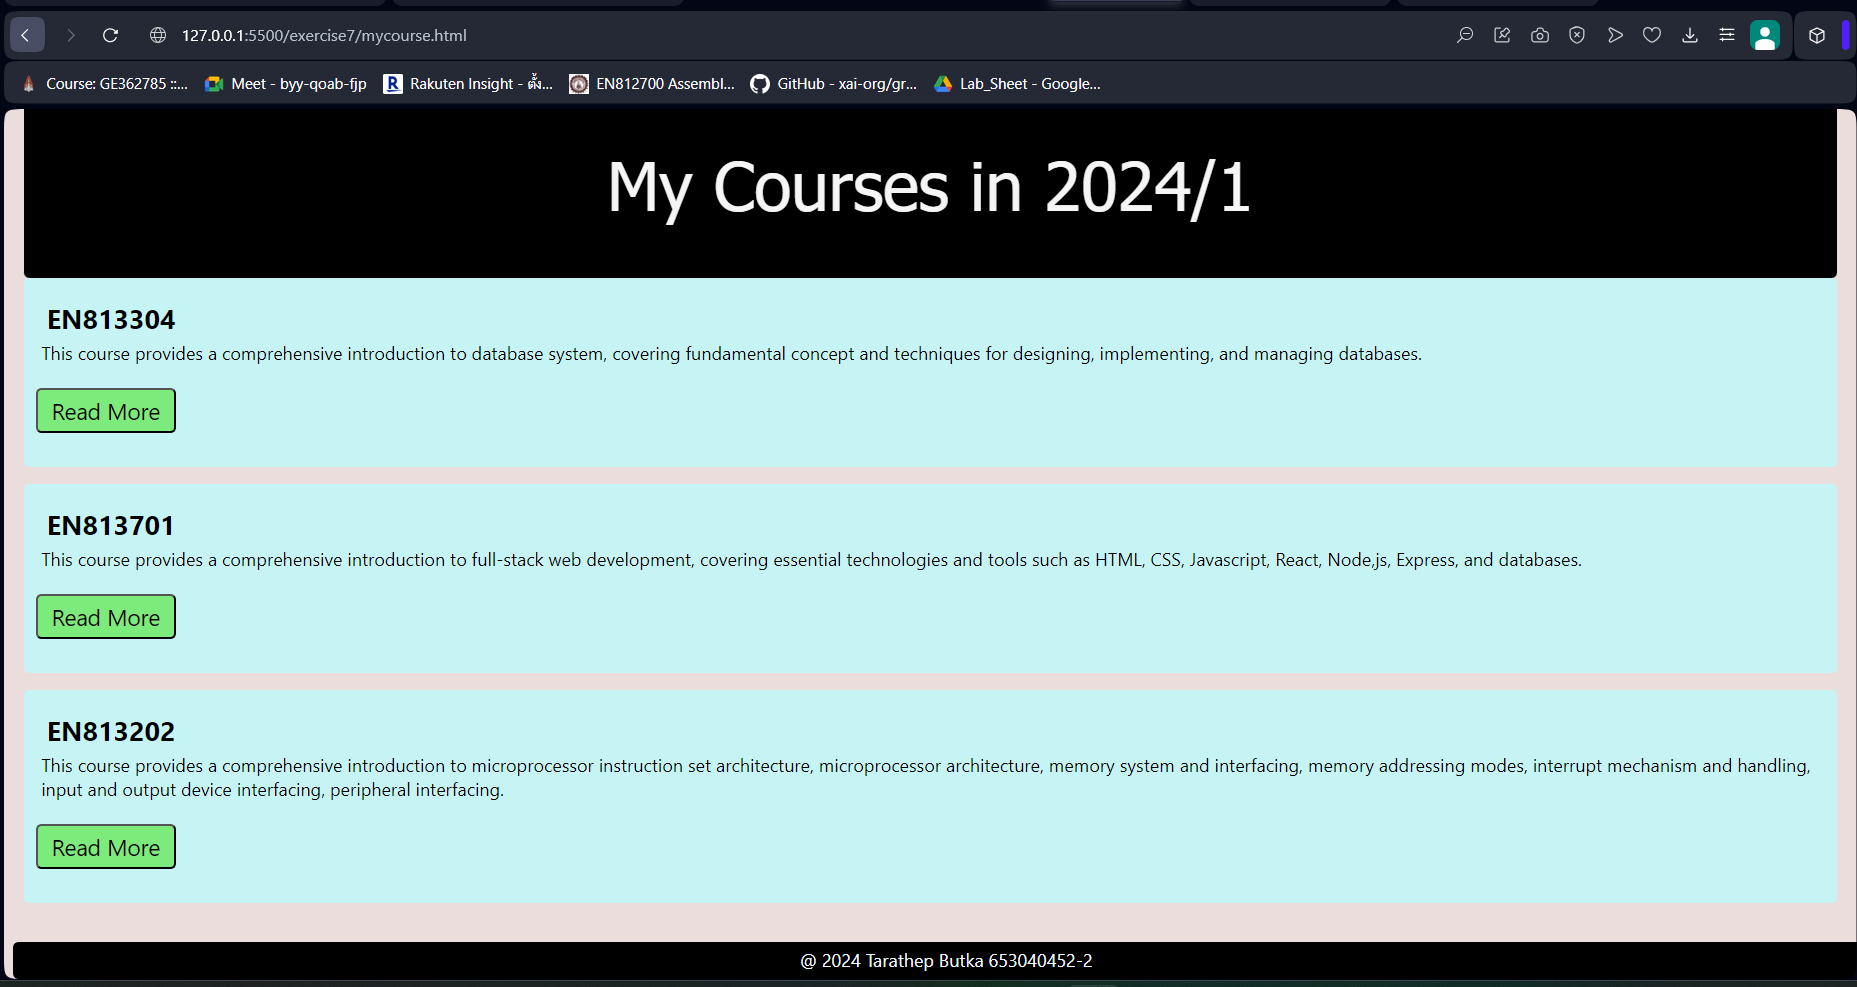 127.0.0.1:5500/exercise7/mycourse.html
Course: GE362785 ::... Meet - byy-qoab-fjp Rakuten Insight - ตั้ง... EN812700 Assembl... GitHub - xai-org/gr... Lab_Sheet - Google...
My Courses in 2024/1
EN813304
This course provides a comprehensive introduction to database system, covering fundamental concept and techniques for designing, implementing, and managing databases.
Read More
EN813701
This course provides a comprehensive introduction to full-stack web development, covering essential technologies and tools such as HTML, CSS, Javascript, React, Node,js, Express, and databases.
Read More
EN813202
This course provides a comprehensive introduction to microprocessor instruction set architecture, microprocessor architecture, memory system and interfacing, memory addressing modes, interrupt mechanism and handling,
input and output device interfacing, peripheral interfacing.
Read More
@ 2024 Tarathep Butka 653040452-2